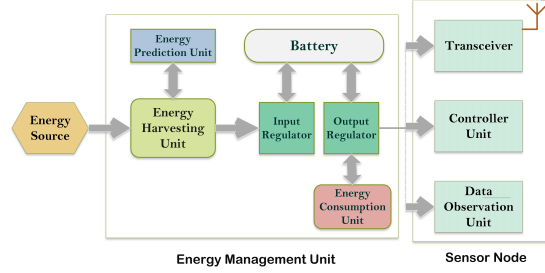 Energy
Prediction Unit
Battery
Transceiver
Energy
Source
Energy
Harvesting
Unit
Input
Regulator
Output
Regulator
Controller
Unit
Energy
Consumption
Unit
Data
Observation
Unit
Energy Management Unit
Sensor Node